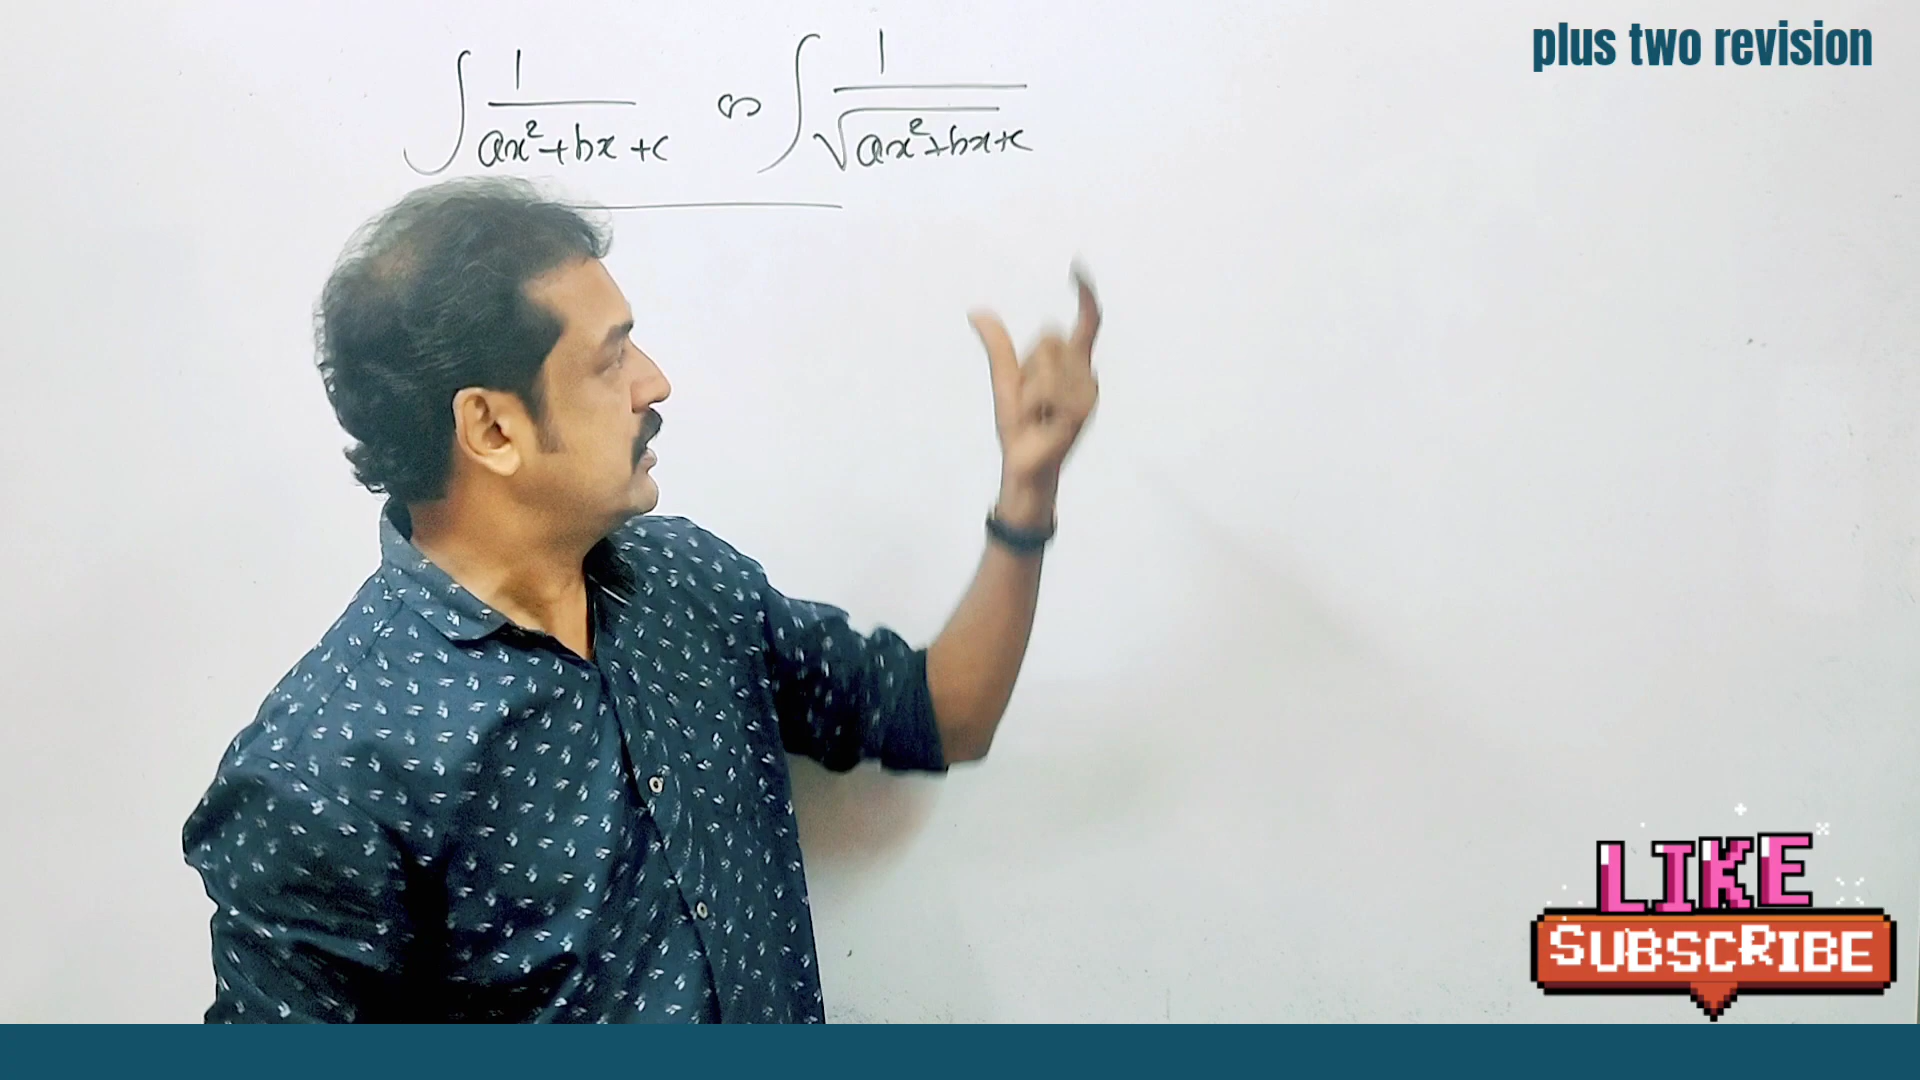 plus two revision
∫ 1/(ax²+bx+c) or ∫ 1/√(ax²+bx+c)
LIKE
SUBSCRIBE